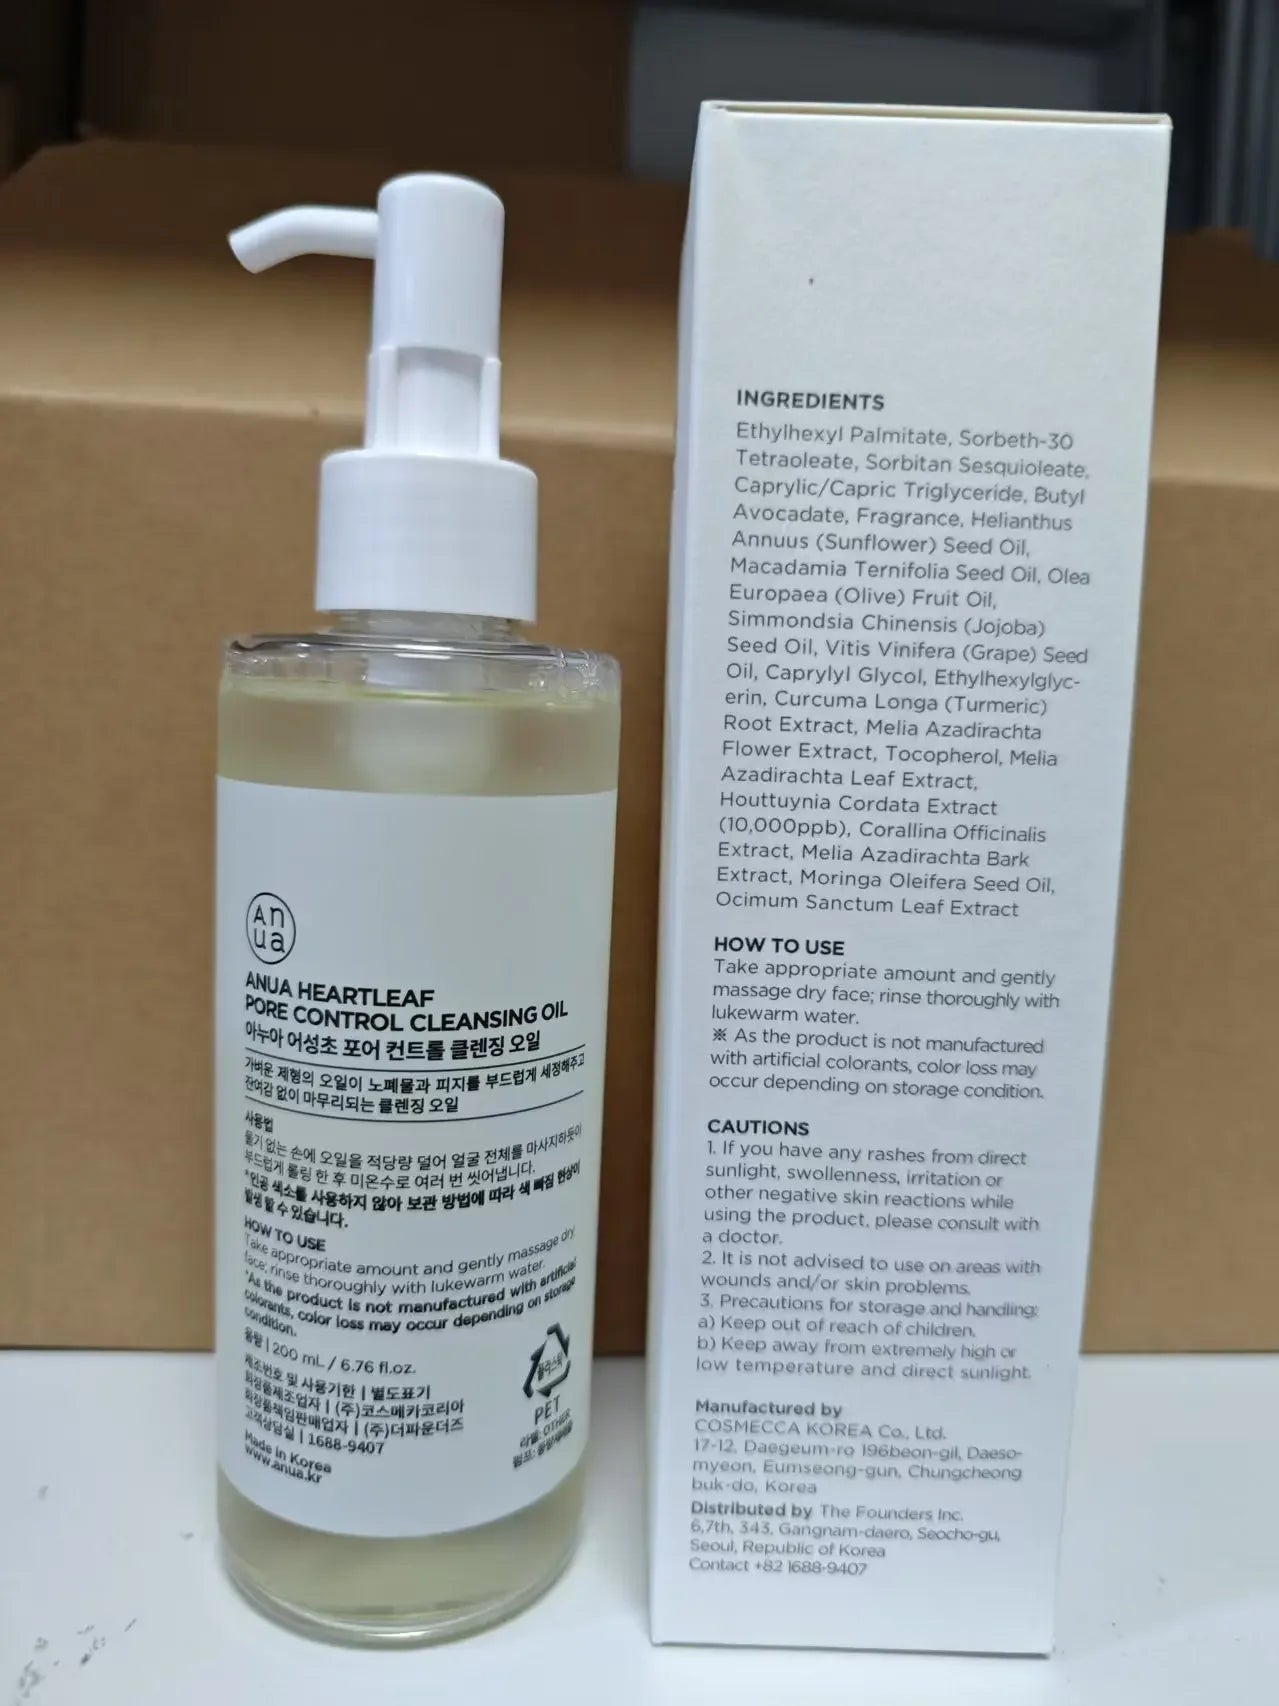 An
ua
ANUA HEARTLEAF
PORE CONTROL CLEANSING OIL
아누아 어성초 포어 컨트롤 클렌징 오일
가벼운 제형의 오일이 노폐물과 피지를 부드럽게 세정해주고
잔여감 없이 마무리되는 클렌징 오일
사용법
물기 없는 손에 오일을 적당량 덜어 얼굴 전체를 마사지하듯이
부드럽게 롤링 한 후 미온수로 여러 번 씻어냅니다.
*인공 색소를 사용하지 않아 보관 방법에 따라 색 빠짐 현상이
발생 할 수 있습니다.
HOW TO USE
Take appropriate amount and gently massage dry
face; rinse thoroughly with lukewarm water.
*As the product is not manufactured with artificial
colorants, color loss may occur depending on storage
condition.
용량 | 200 mL / 6.76 fl.oz.
제조번호 및 사용기한 | 별도표기
화장품제조업자 | (주)코스메카코리아
화장품책임판매업자 | (주)더파운더즈
고객상담실 | 1688-9407
Made in Korea
www.anua.kr
플라스틱
PET
라벨: OTHER
펌프:
INGREDIENTS
Ethylhexyl Palmitate, Sorbeth-30
Tetraoleate, Sorbitan Sesquioleate,
Caprylic/Capric Triglyceride, Butyl
Avocadate, Fragrance, Helianthus
Annuus (Sunflower) Seed Oil,
Macadamia Ternifolia Seed Oil, Olea
Europaea (Olive) Fruit Oil,
Simmondsia Chinensis (Jojoba)
Seed Oil, Vitis Vinifera (Grape) Seed
Oil, Caprylyl Glycol, Ethylhexylglyc-
erin, Curcuma Longa (Turmeric)
Root Extract, Melia Azadirachta
Flower Extract, Tocopherol, Melia
Azadirachta Leaf Extract,
Houttuynia Cordata Extract
(10,000ppb), Corallina Officinalis
Extract, Melia Azadirachta Bark
Extract, Moringa Oleifera Seed Oil,
Ocimum Sanctum Leaf Extract
HOW TO USE
Take appropriate amount and gently
massage dry face; rinse thoroughly with
lukewarm water.
※ As the product is not manufactured
with artificial colorants, color loss may
occur depending on storage condition.
CAUTIONS
1. If you have any rashes from direct
sunlight, swollenness, irritation or
other negative skin reactions while
using the product, please consult with
a doctor.
2. It is not advised to use on areas with
wounds and/or skin problems.
3. Precautions for storage and handling:
a) Keep out of reach of children.
b) Keep away from extremely high or
low temperature and direct sunlight.
Manufactured by
COSMECCA KOREA Co., Ltd.
17-12, Daegeum-ro 196beon-gil, Daeso-
myeon, Eumseong-gun, Chungcheong
buk-do, Korea
Distributed by The Founders Inc.
6,7th, 343, Gangnam-daero, Seocho-gu,
Seoul, Republic of Korea
Contact +82 1688-9407